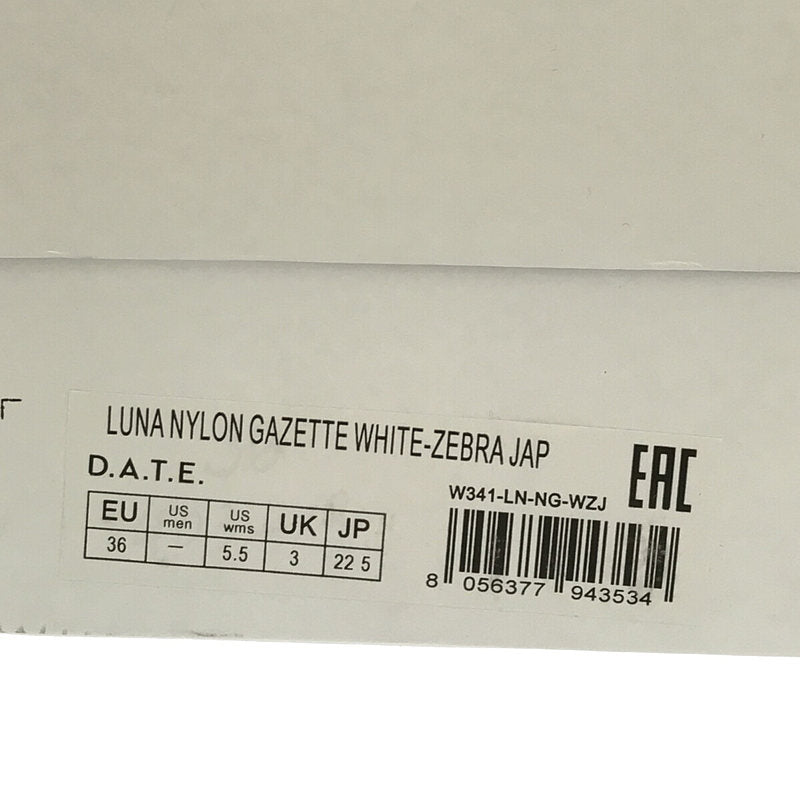 LUNA NYLON GAZETTE WHITE-ZEBRA JAP
D.A.T.E.
EAC
W341-LN-NG-WZJ
EU US men US wms UK JP
36 — 5.5 3 22 5
8 056377 943534